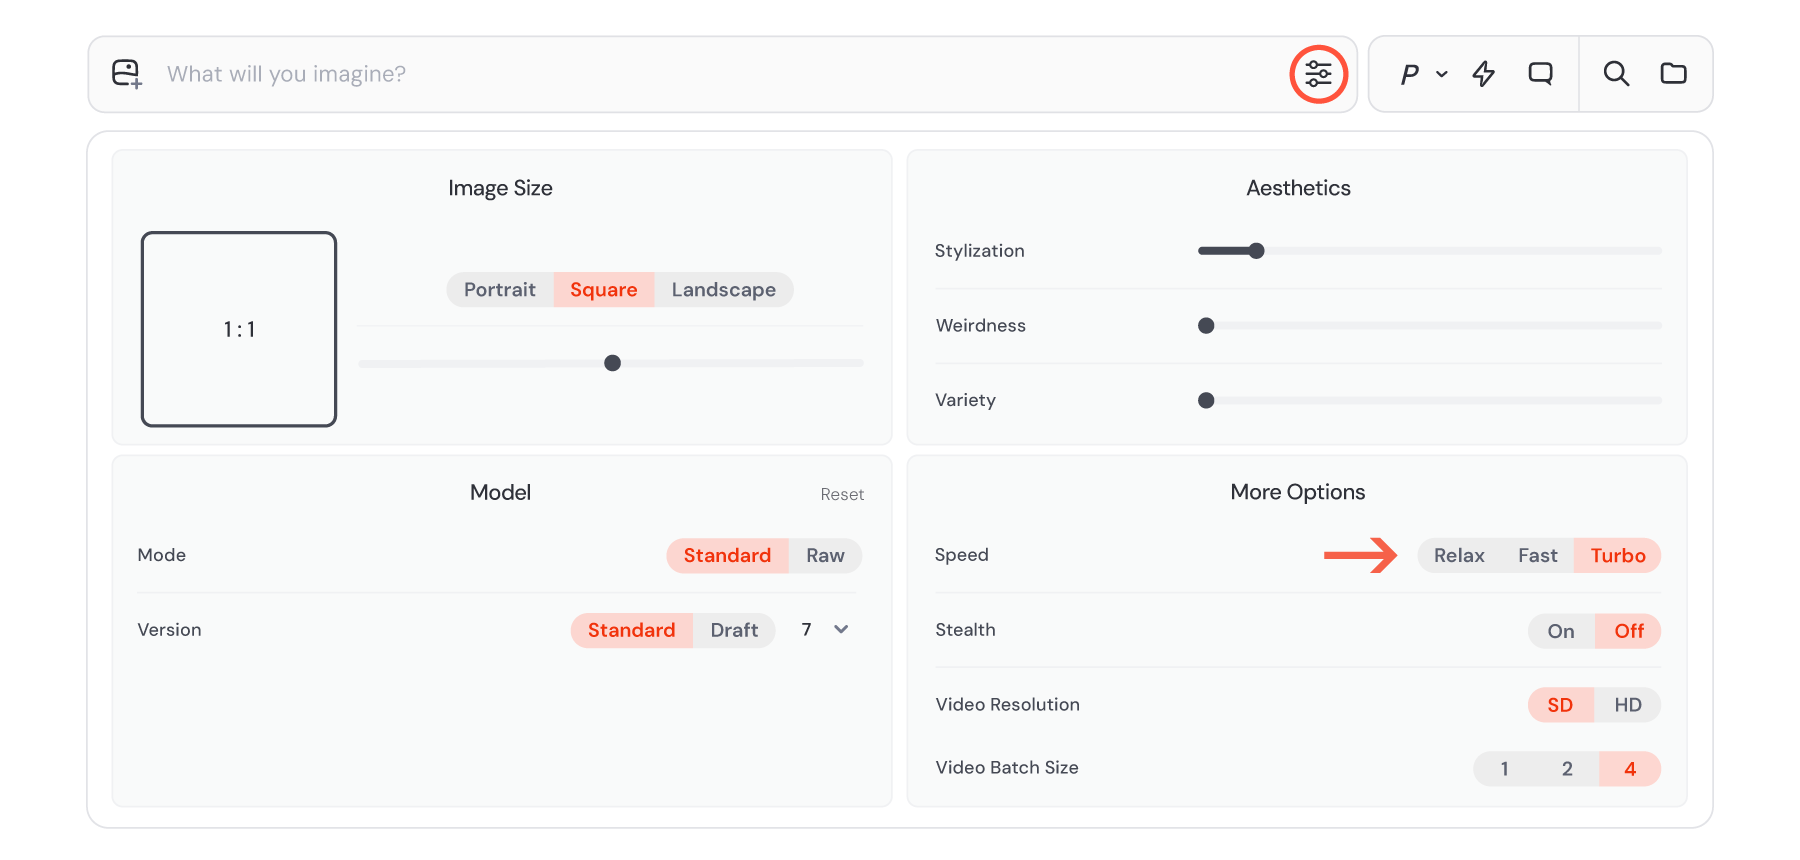 What will you imagine?
P
Image Size
1 : 1
Portrait Square Landscape
Aesthetics
Stylization
Weirdness
Variety
Model
Reset
Mode Standard Raw
Version Standard Draft 7
More Options
Speed Relax Fast Turbo
Stealth On Off
Video Resolution SD HD
Video Batch Size 1 2 4